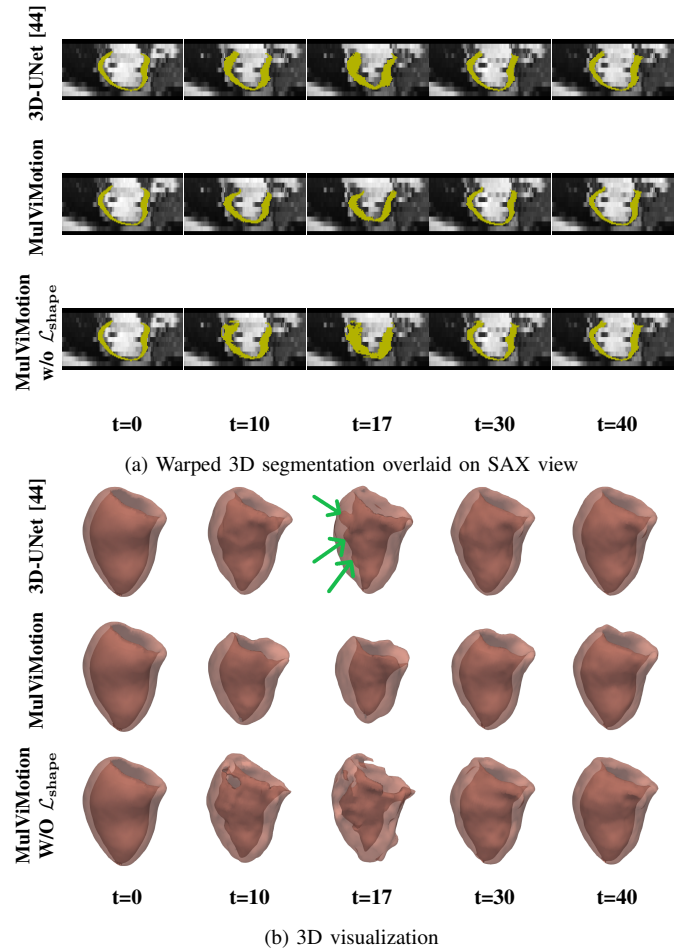 3D-UNet [44]
MulViMotion
MulViMotion
w/o ℒshape
t=0 t=10 t=17 t=30 t=40
(a) Warped 3D segmentation overlaid on SAX view
3D-UNet [44]
MulViMotion
MulViMotion
W/O ℒshape
t=0 t=10 t=17 t=30 t=40
(b) 3D visualization